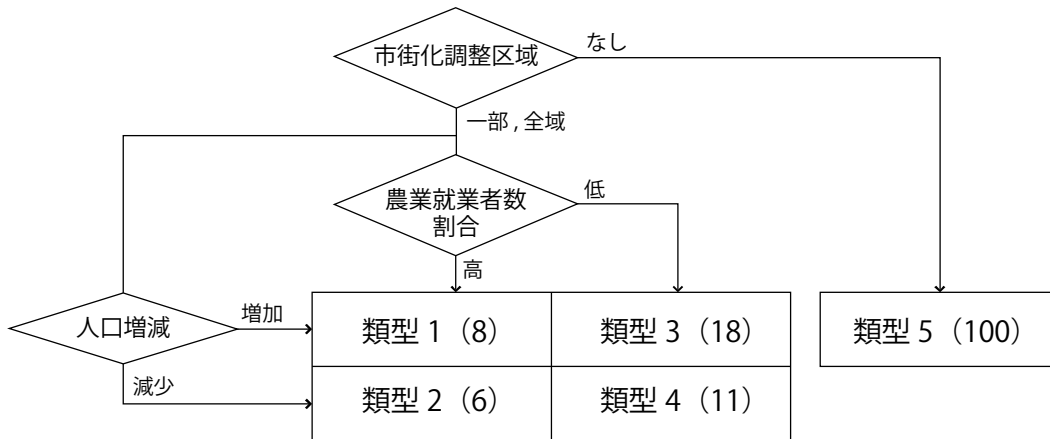 市街化調整区域
なし
一部 , 全域
農業就業者数
割合
低
高
人口増減
増加
減少
類型 1（8）
類型 3（18）
類型 5（100）
類型 2（6）
類型 4（11）